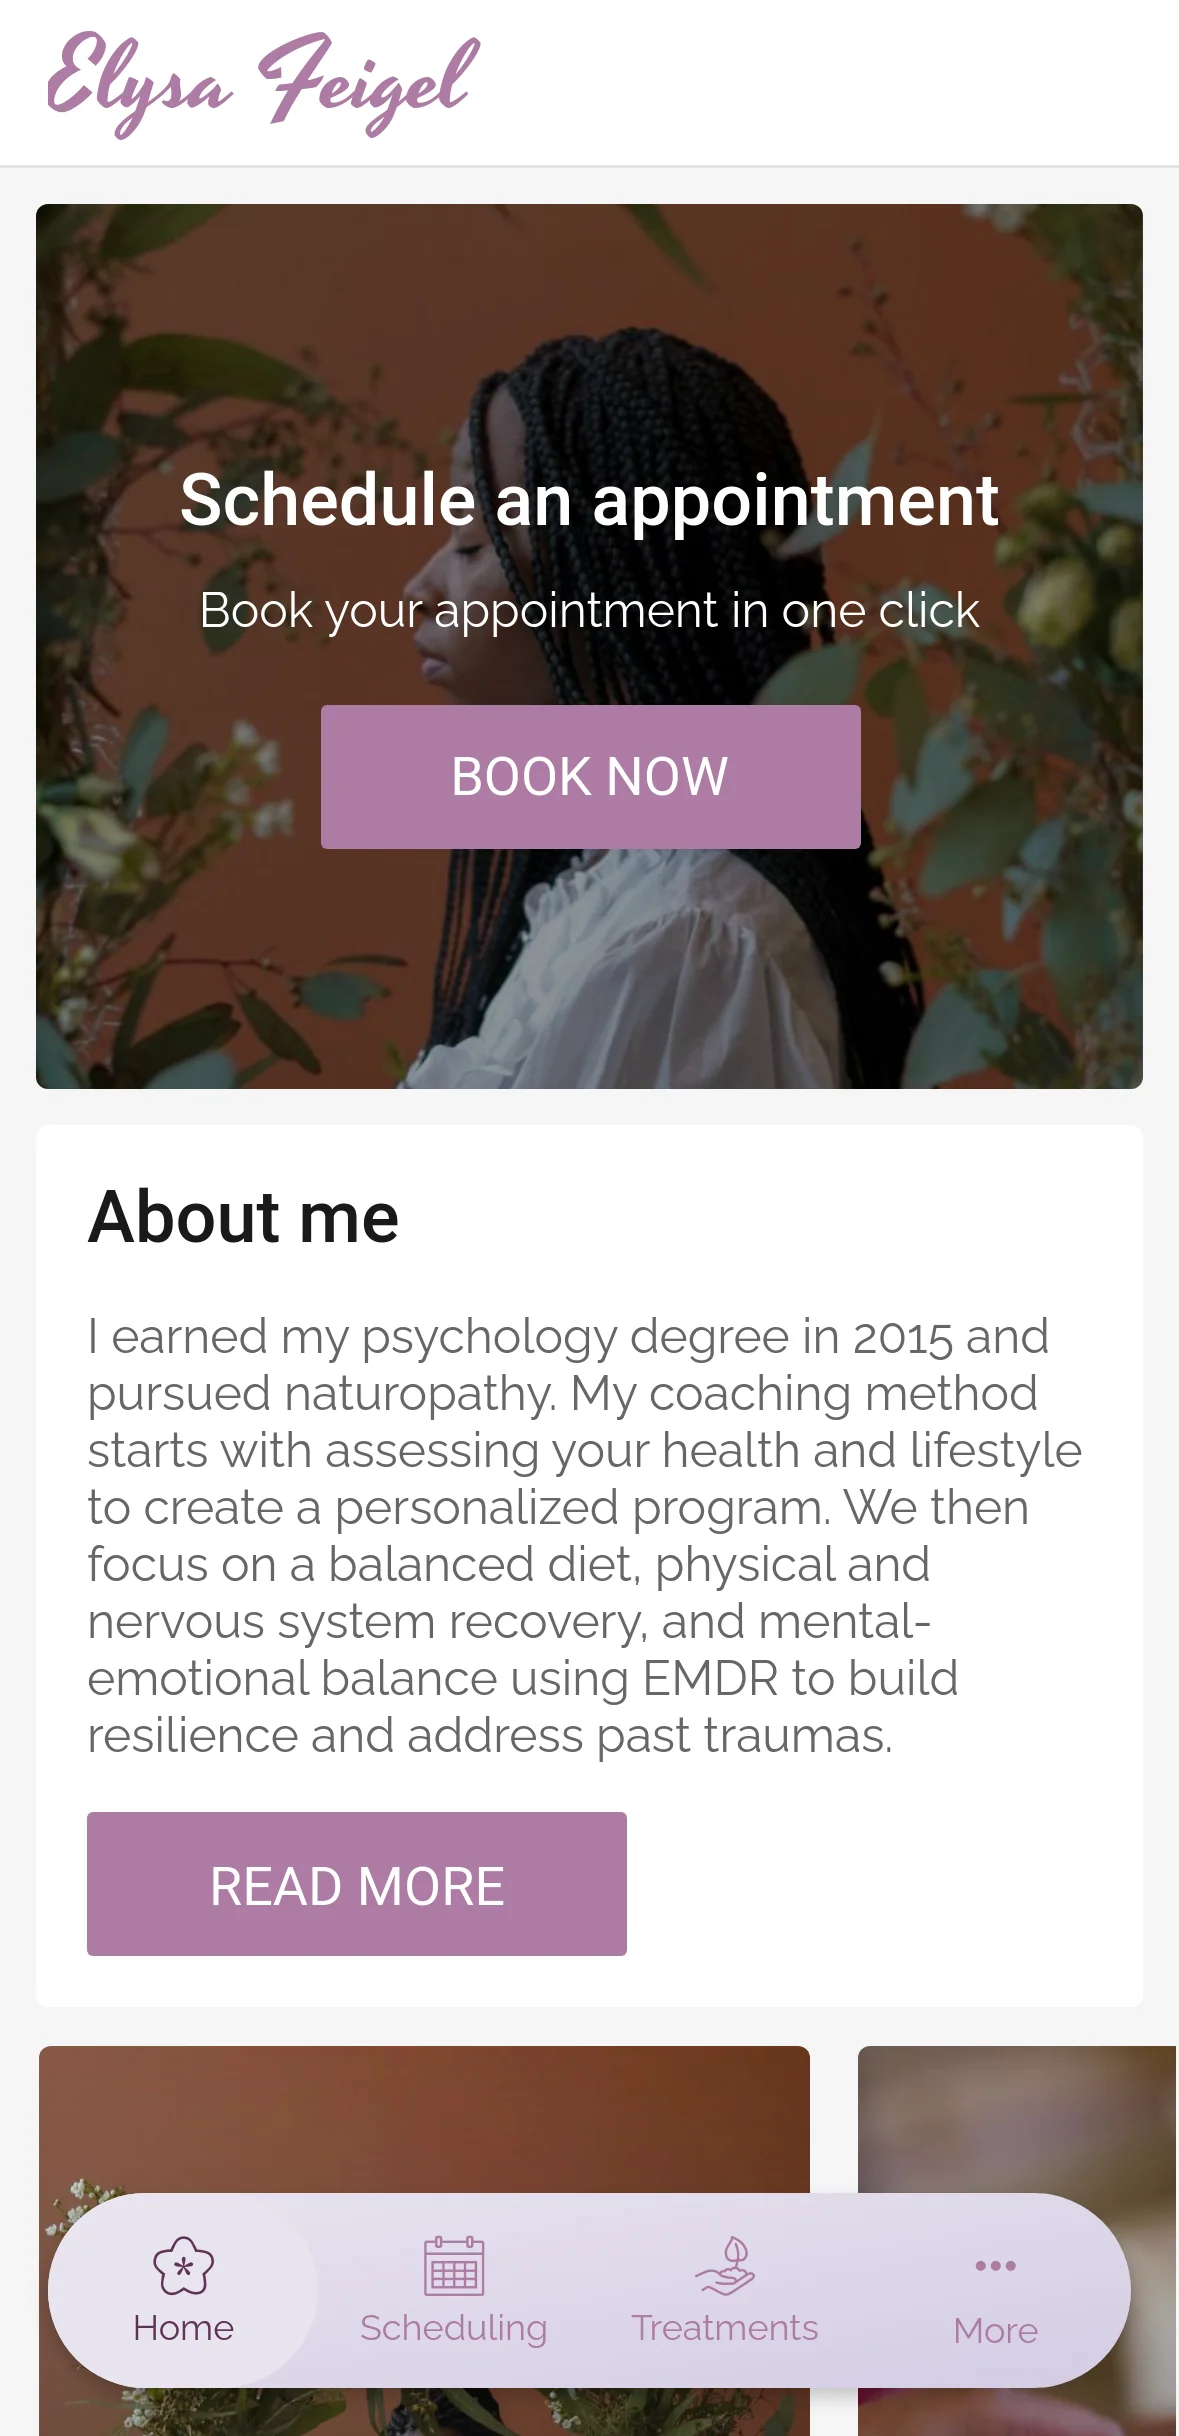 Elysa Feigel
Schedule an appointment
Book your appointment in one click
BOOK NOW
About me
I earned my psychology degree in 2015 and
pursued naturopathy. My coaching method
starts with assessing your health and lifestyle
to create a personalized program. We then
focus on a balanced diet, physical and
nervous system recovery, and mental-
emotional balance using EMDR to build
resilience and address past traumas.
READ MORE
Home
Scheduling
Treatments
More